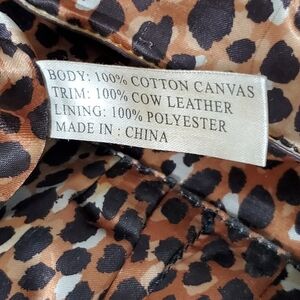 BODY: 100% COTTON CANVAS
TRIM: 100% COW LEATHER
LINING: 100% POLYESTER
MADE IN : CHINA